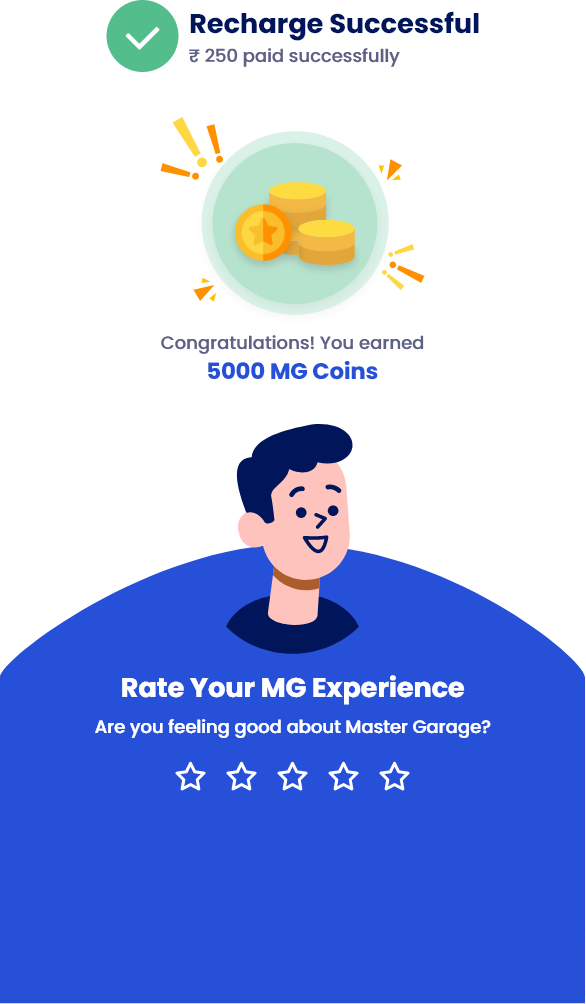 Recharge Successful
₹ 250 paid successfully
Congratulations! You earned
5000 MG Coins
Rate Your MG Experience
Are you feeling good about Master Garage?